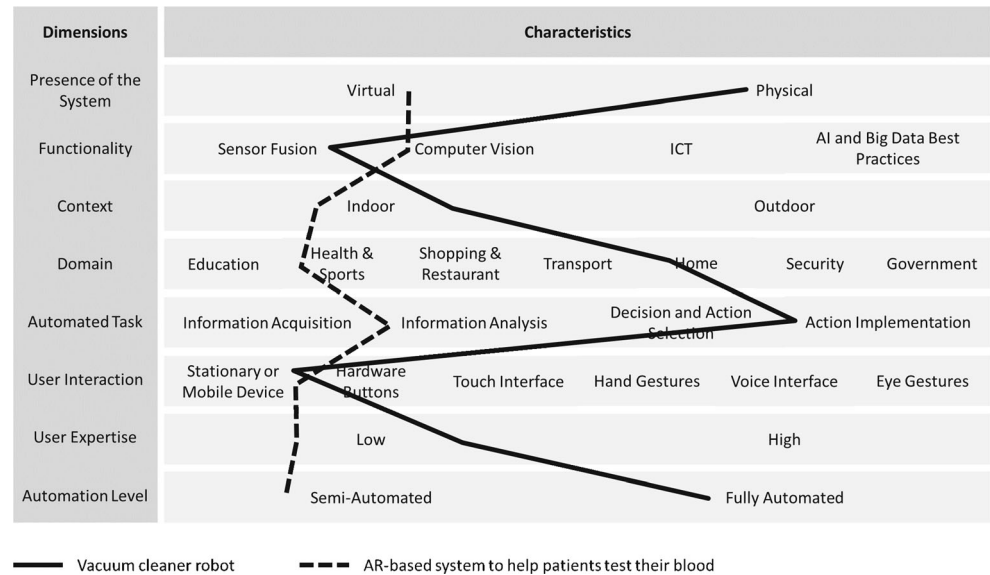 Dimensions
Characteristics
Presence of the
System
Virtual
Physical
Functionality
Sensor Fusion
Computer Vision
ICT
AI and Big Data Best
Practices
Context
Indoor
Outdoor
Domain
Education
Health &
Sports
Shopping &
Restaurant
Transport
Home
Security
Government
Automated Task
Information Acquisition
Information Analysis
Decision and Action
Selection
Action Implementation
User Interaction
Stationary or
Mobile Device
Hardware
Buttons
Touch Interface
Hand Gestures
Voice Interface
Eye Gestures
User Expertise
Low
High
Automation Level
Semi-Automated
Fully Automated
Vacuum cleaner robot
AR-based system to help patients test their blood